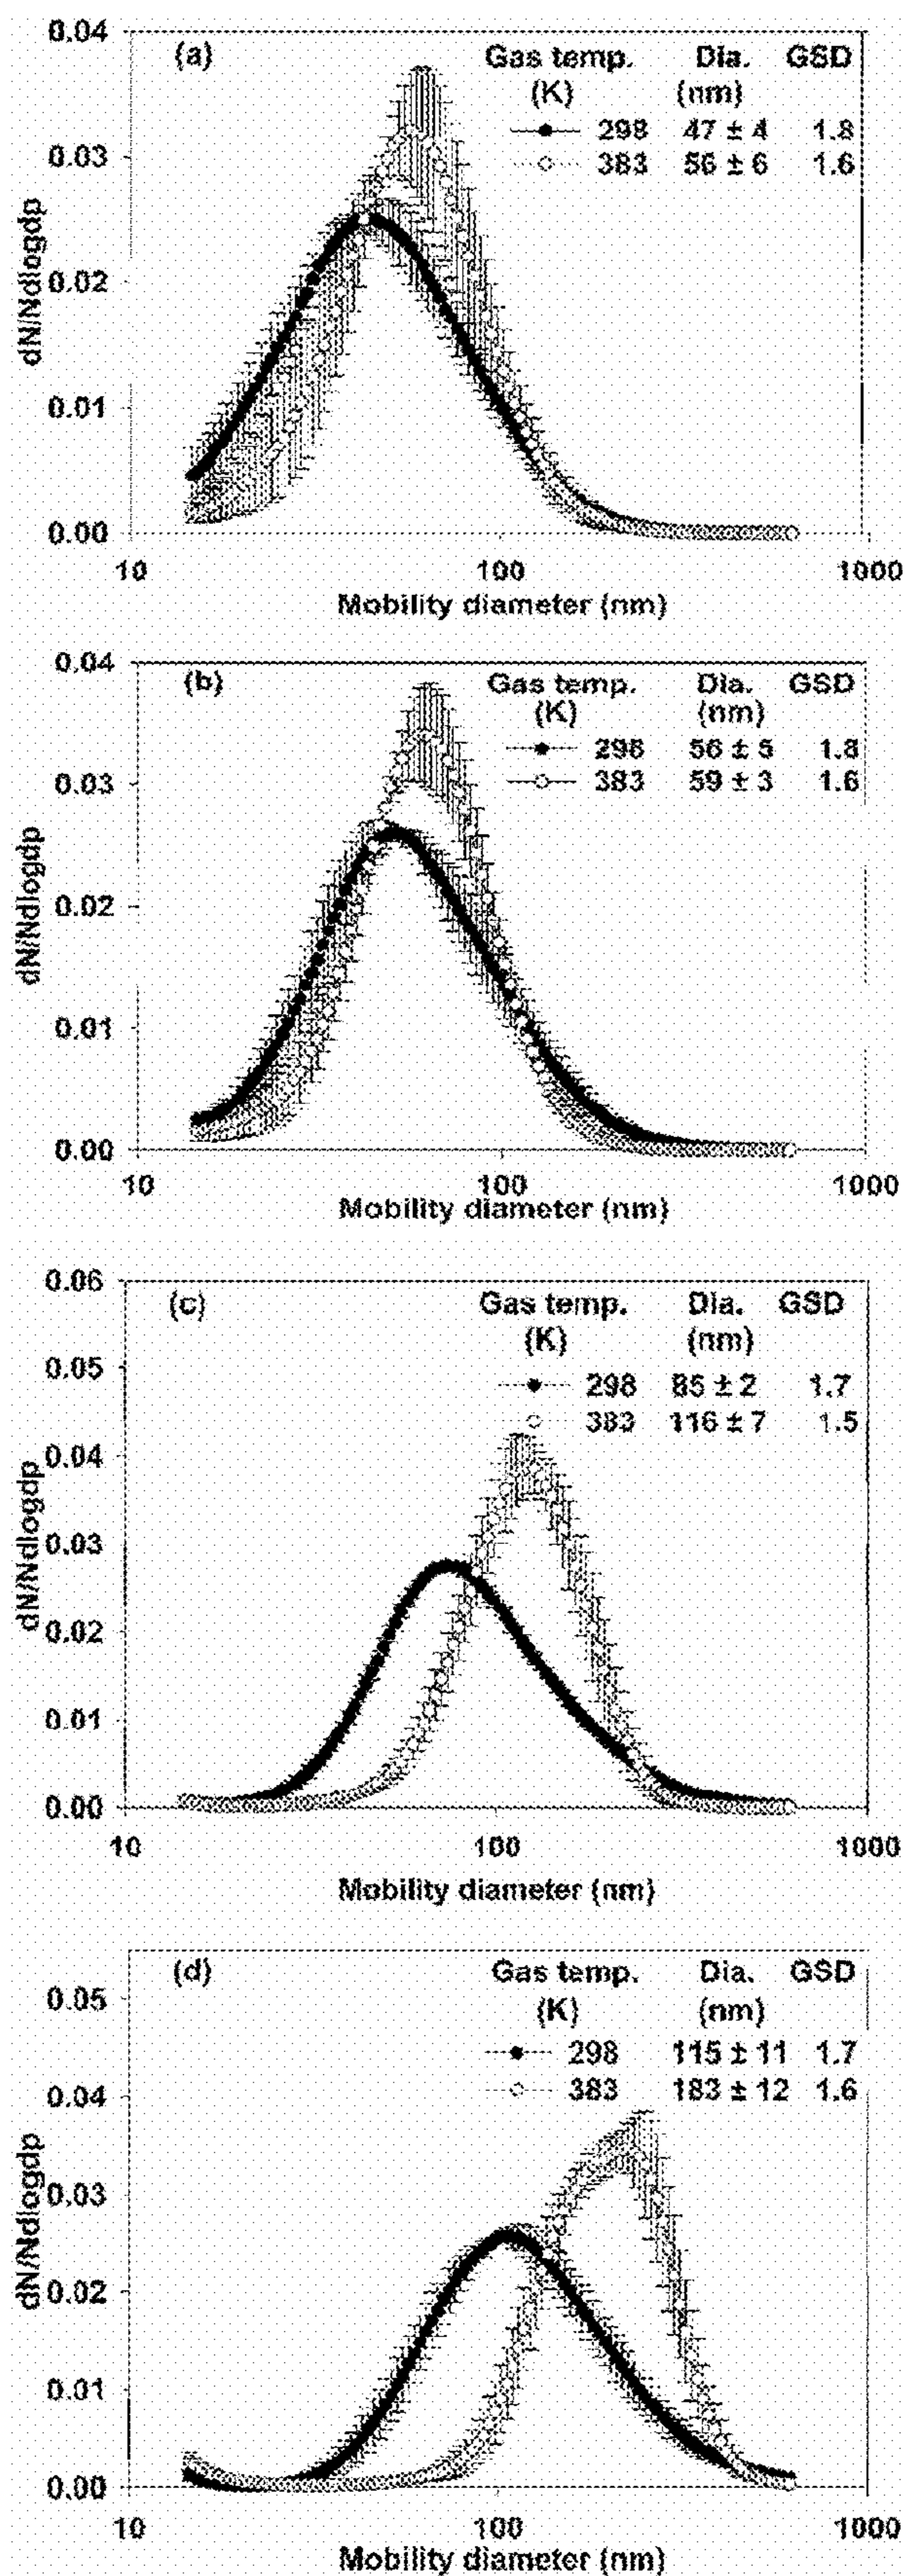 0.04
(a)
Gas temp. Dia. GSD
(K) (nm)
298 47 ± 4 1.8
383 56 ± 6 1.6
0.03
0.02
0.01
0.00
dN/Ndlogdp
10 100 1000
Mobility diameter (nm)
0.04
(b)
Gas temp. Dia. GSD
(K) (nm)
298 56 ± 5 1.8
383 59 ± 3 1.6
0.03
0.02
0.01
0.00
dN/Ndlogdp
10 100 1000
Mobility diameter (nm)
0.06
(c)
Gas temp. Dia. GSD
(K) (nm)
298 85 ± 2 1.7
383 116 ± 7 1.5
0.05
0.04
0.03
0.02
0.01
0.00
dN/Ndlogdp
10 100 1000
Mobility diameter (nm)
(d)
Gas temp. Dia. GSD
(K) (nm)
298 115 ± 11 1.7
383 183 ± 12 1.6
0.05
0.04
0.03
0.02
0.01
0.00
dN/Ndlogdp
10 100 1000
Mobility diameter (nm)